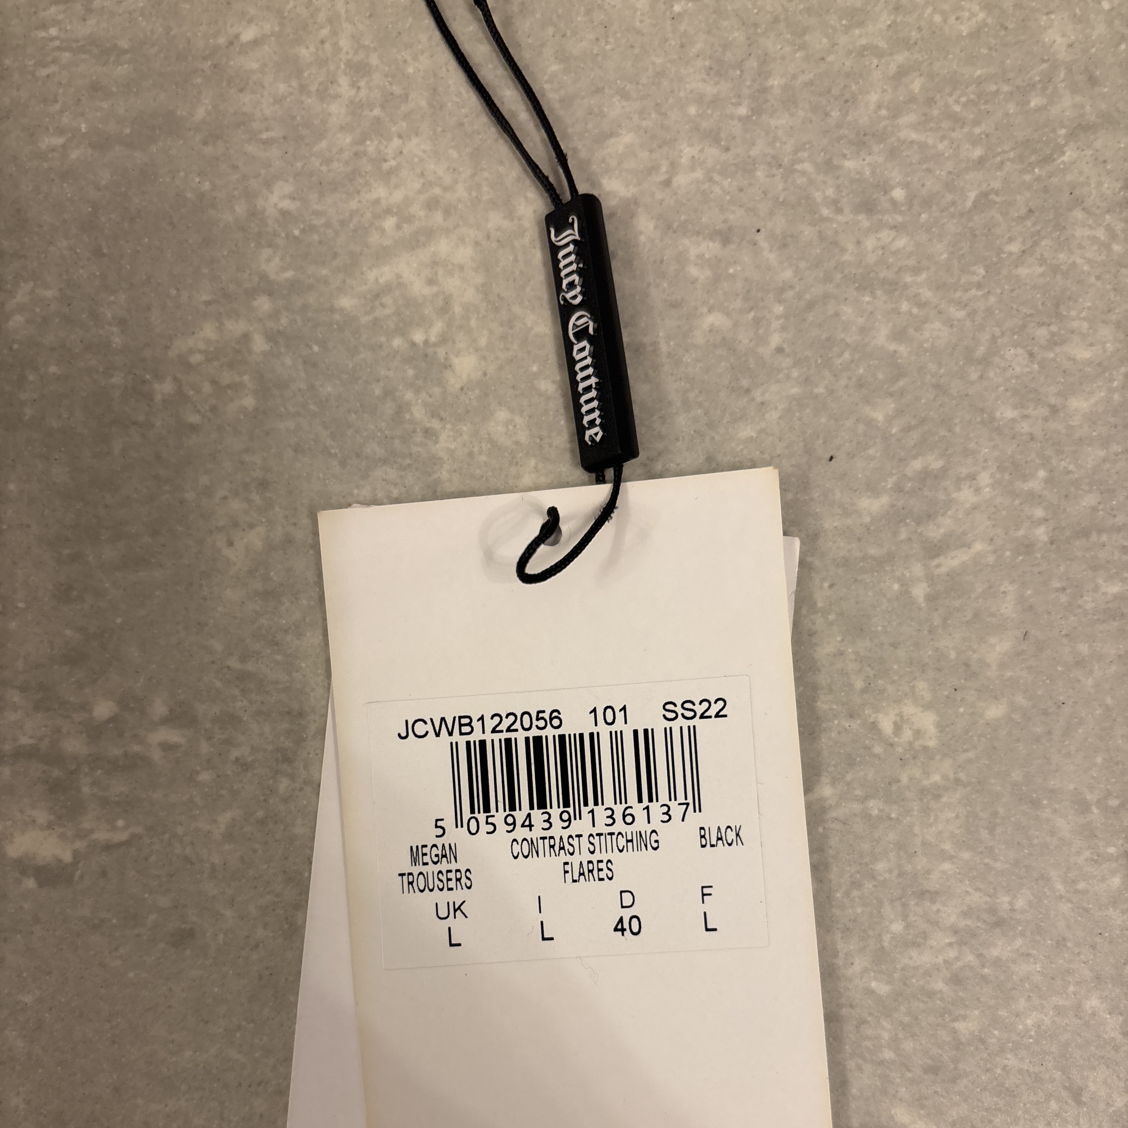 Juicy Couture
JCWB122056 101 SS22
5 059439 136137
MEGAN TROUSERS
CONTRAST STITCHING FLARES
BLACK
UK I D F
L L 40 L